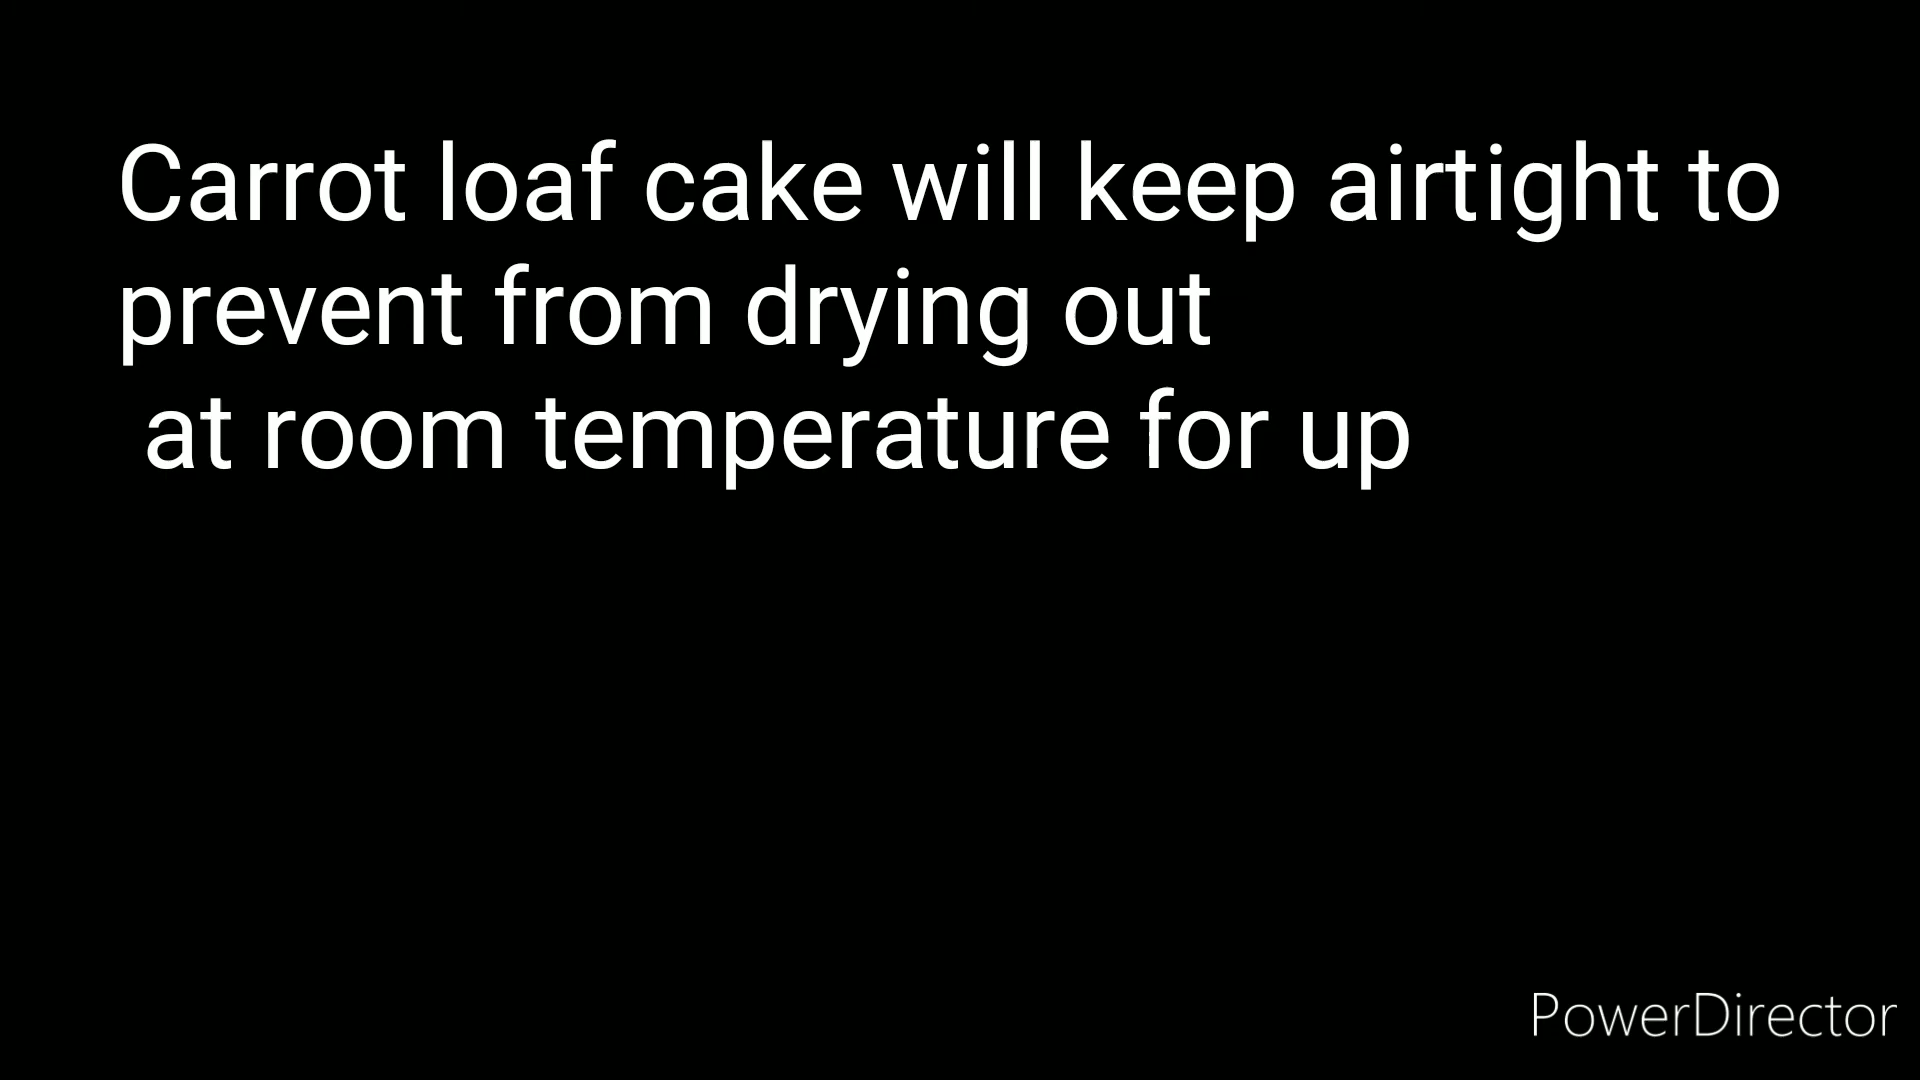 Carrot loaf cake will keep airtight to
prevent from drying out
at room temperature for up
PowerDirector